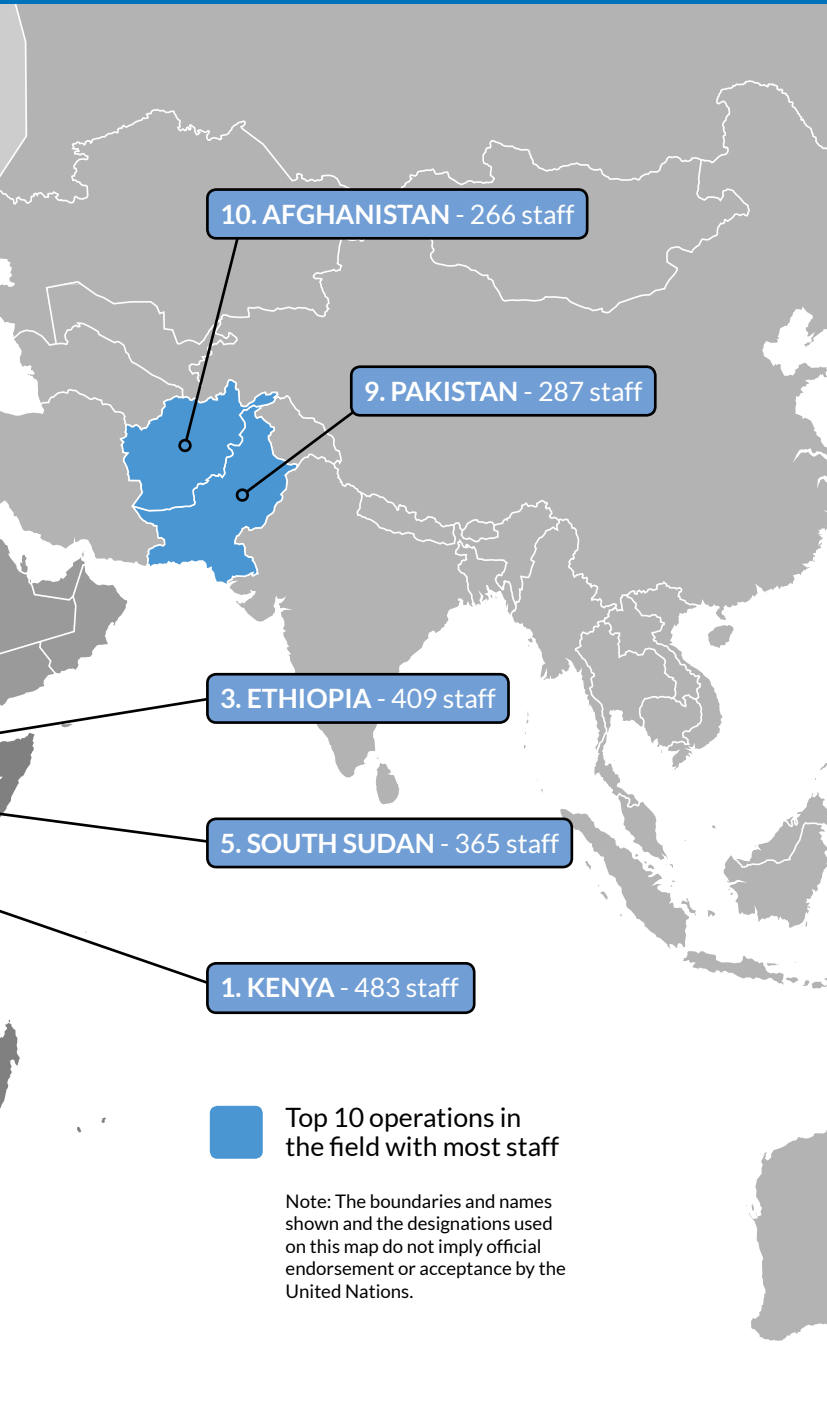 10. AFGHANISTAN - 266 staff
9. PAKISTAN - 287 staff
3. ETHIOPIA - 409 staff
5. SOUTH SUDAN - 365 staff
1. KENYA - 483 staff
Top 10 operations in
the field with most staff
Note: The boundaries and names
shown and the designations used
on this map do not imply official
endorsement or acceptance by the
United Nations.